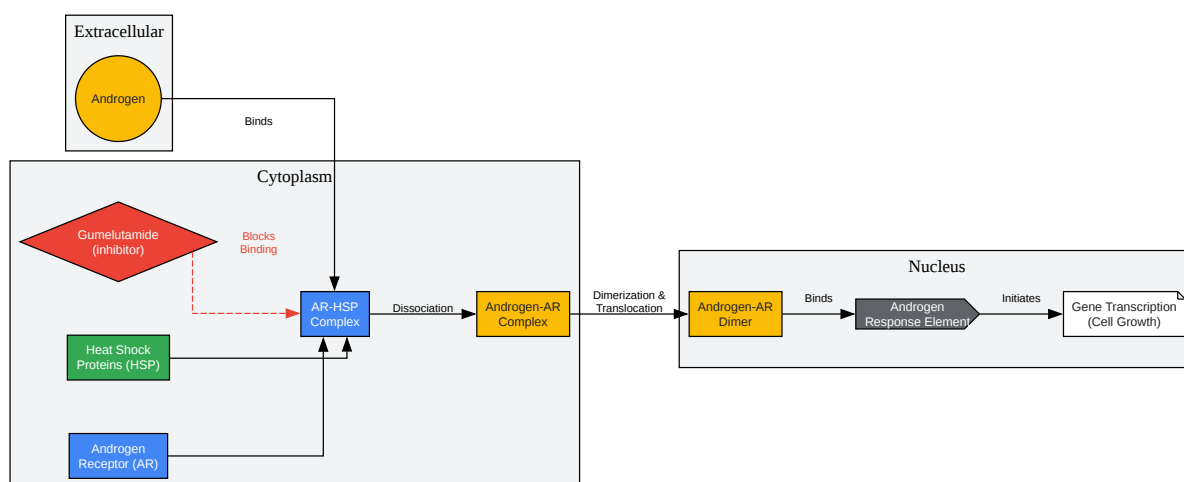 Extracellular
Androgen
Binds
Cytoplasm
Gumelutamide
(inhibitor)
Blocks
Binding
AR-HSP
Complex
Dissociation
Androgen-AR
Complex
Dimerization &
Translocation
Nucleus
Androgen-AR
Dimer
Binds
Androgen
Response Element
Initiates
Gene Transcription
(Cell Growth)
Heat Shock
Proteins (HSP)
Androgen
Receptor (AR)